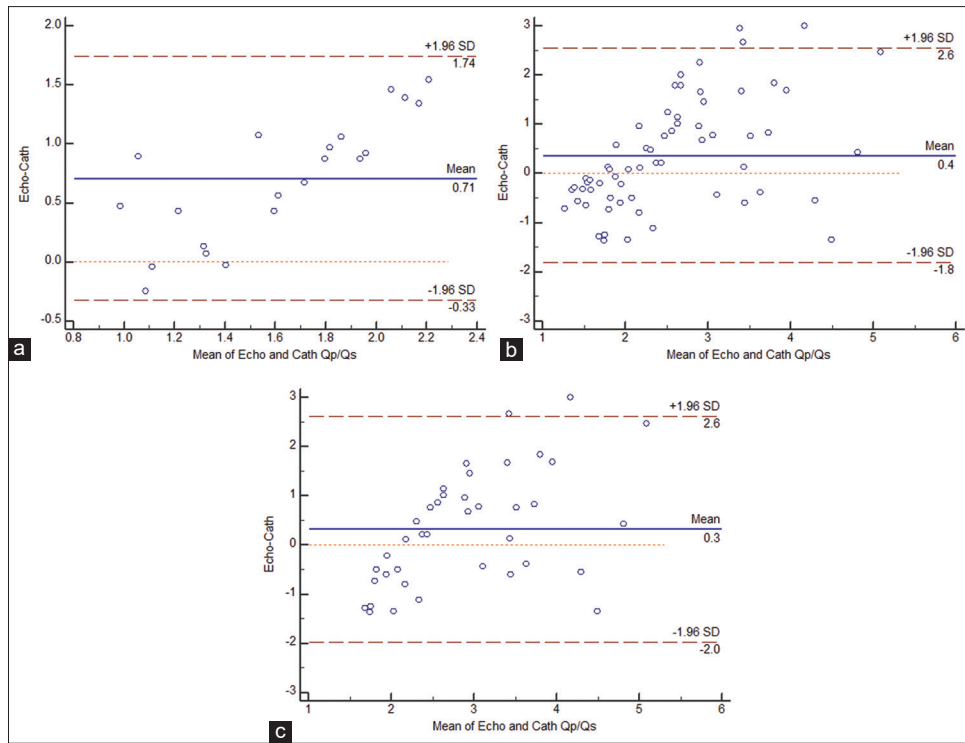 2.0
1.5
1.0
0.5
0.0
-0.5
Echo-Cath
+1.96 SD
1.74
Mean
0.71
-1.96 SD
-0.33
0.8 1.0 1.2 1.4 1.6 1.8 2.0 2.2 2.4
Mean of Echo and Cath Qp/Qs
a
3
2
1
0
-1
-2
-3
Echo-Cath
+1.96 SD
2.6
Mean
0.4
-1.96 SD
-1.8
1 2 3 4 5 6
Mean of Echo and Cath Qp/Qs
b
3
2
1
0
-1
-2
-3
Echo-Cath
+1.96 SD
2.6
Mean
0.3
-1.96 SD
-2.0
1 2 3 4 5 6
Mean of Echo and Cath Qp/Qs
c